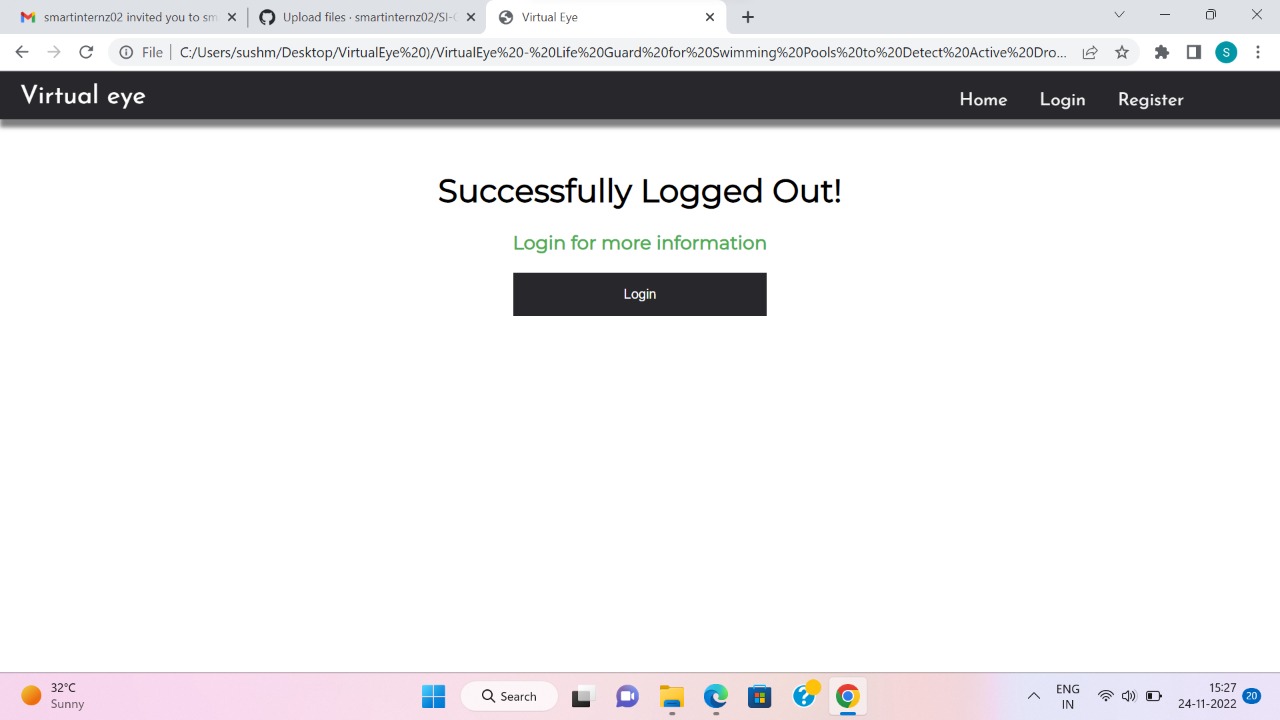 smartinternz02 invited you to sm
Upload files · smartinternz02/SI-G
Virtual Eye
File
C:/Users/sushm/Desktop/VirtualEye%20)/VirtualEye%20-%20Life%20Guard%20for%20Swimming%20Pools%20to%20Detect%20Active%20Dro...
S
Virtual eye
Home
Login
Register
Successfully Logged Out!
Login for more information
Login
32°C
Sunny
Search
ENG
IN
15:27
24-11-2022
20